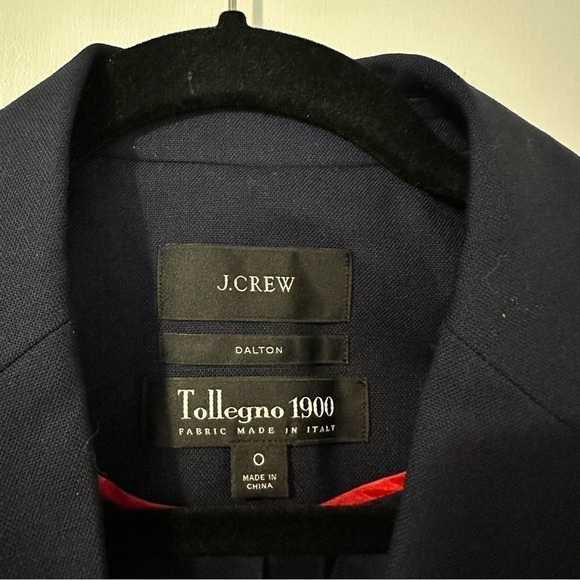 J.CREW
DALTON
Tollegno 1900
FABRIC MADE IN ITALY
0
MADE IN
CHINA